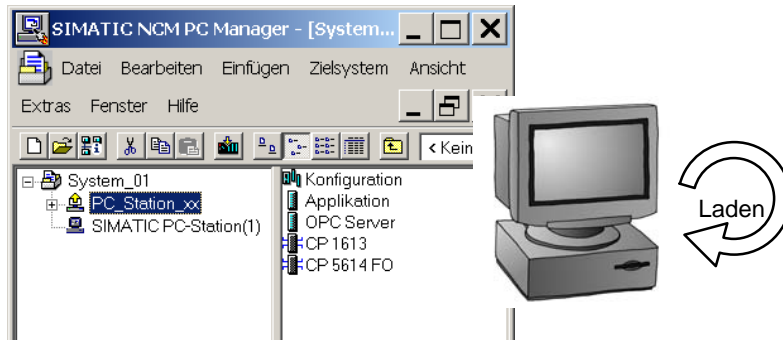 SIMATIC NCM PC Manager - [System...
Datei Bearbeiten Einfügen Zielsystem Ansicht
Extras Fenster Hilfe
< Kein
System_01
PC_Station_xx
SIMATIC PC-Station(1)
Konfiguration
Applikation
OPC Server
CP 1613
CP 5614 FO
Laden